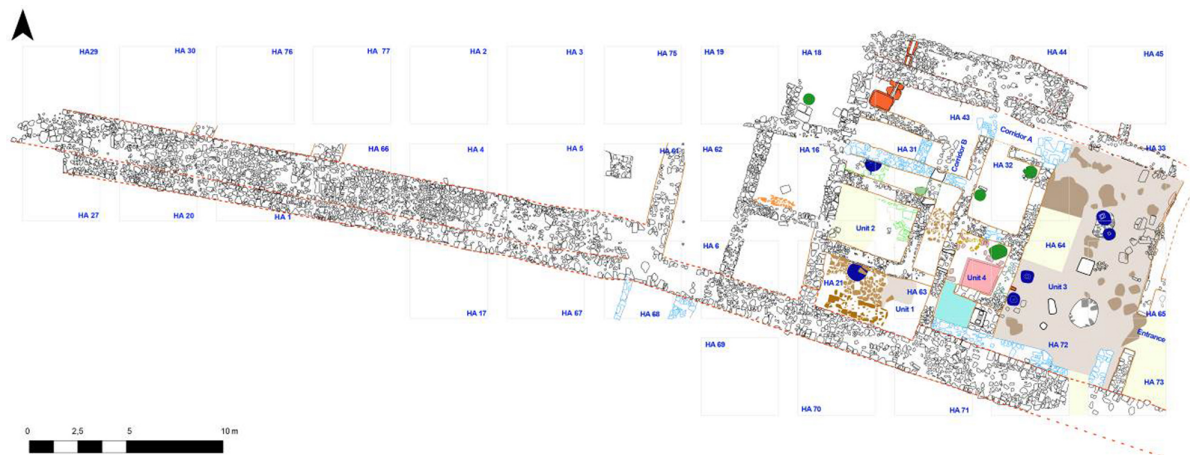 HA29
HA 30
HA 76
HA 77
HA 2
HA 3
HA 75
HA 19
HA 18
HA 44
HA 45
HA 43
Corridor A
HA 66
HA 4
HA 5
HA 61
HA 62
HA 16
HA 31
Corridor B
HA 32
HA 33
HA 27
HA 20
HA 1
HA 6
Unit 2
HA 64
HA 21
HA 63
Unit 4
Unit 3
HA 17
HA 67
HA 68
Unit 1
HA 65
Entrance
HA 69
HA 72
HA 73
HA 70
HA 71
0
2,5
5
10 m